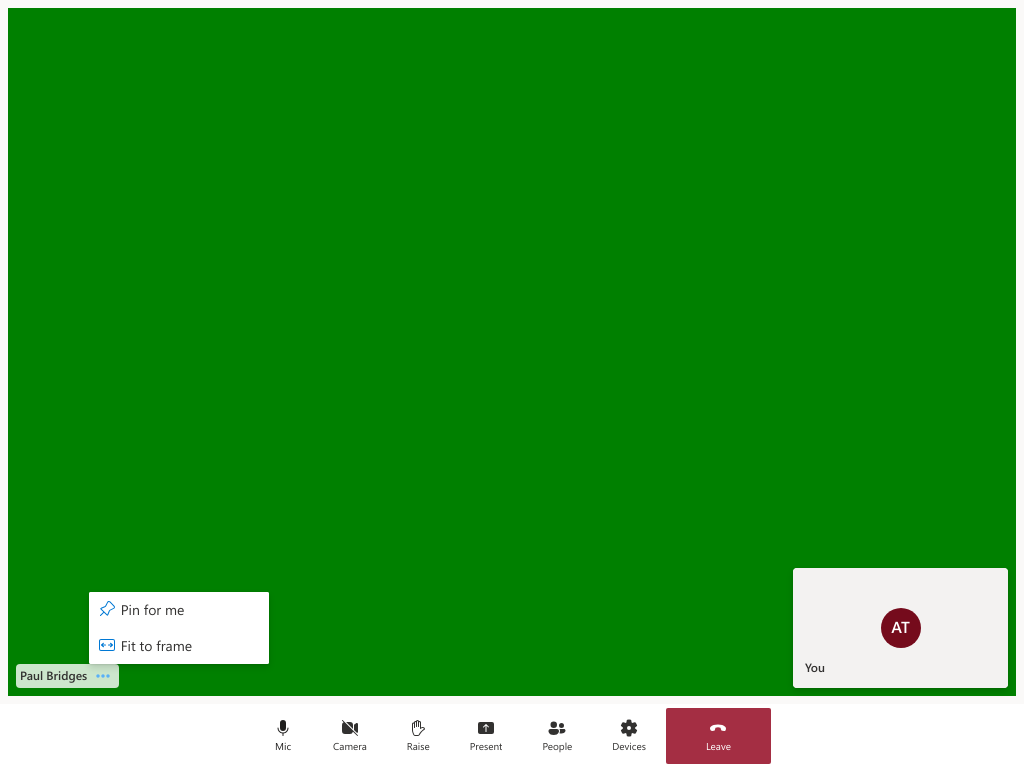 Pin for me
Fit to frame
Paul Bridges
AT
You
Mic
Camera
Raise
Present
People
Devices
Leave